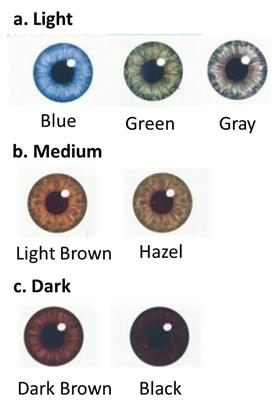 a. Light
Blue Green Gray
b. Medium
Light Brown Hazel
c. Dark
Dark Brown Black